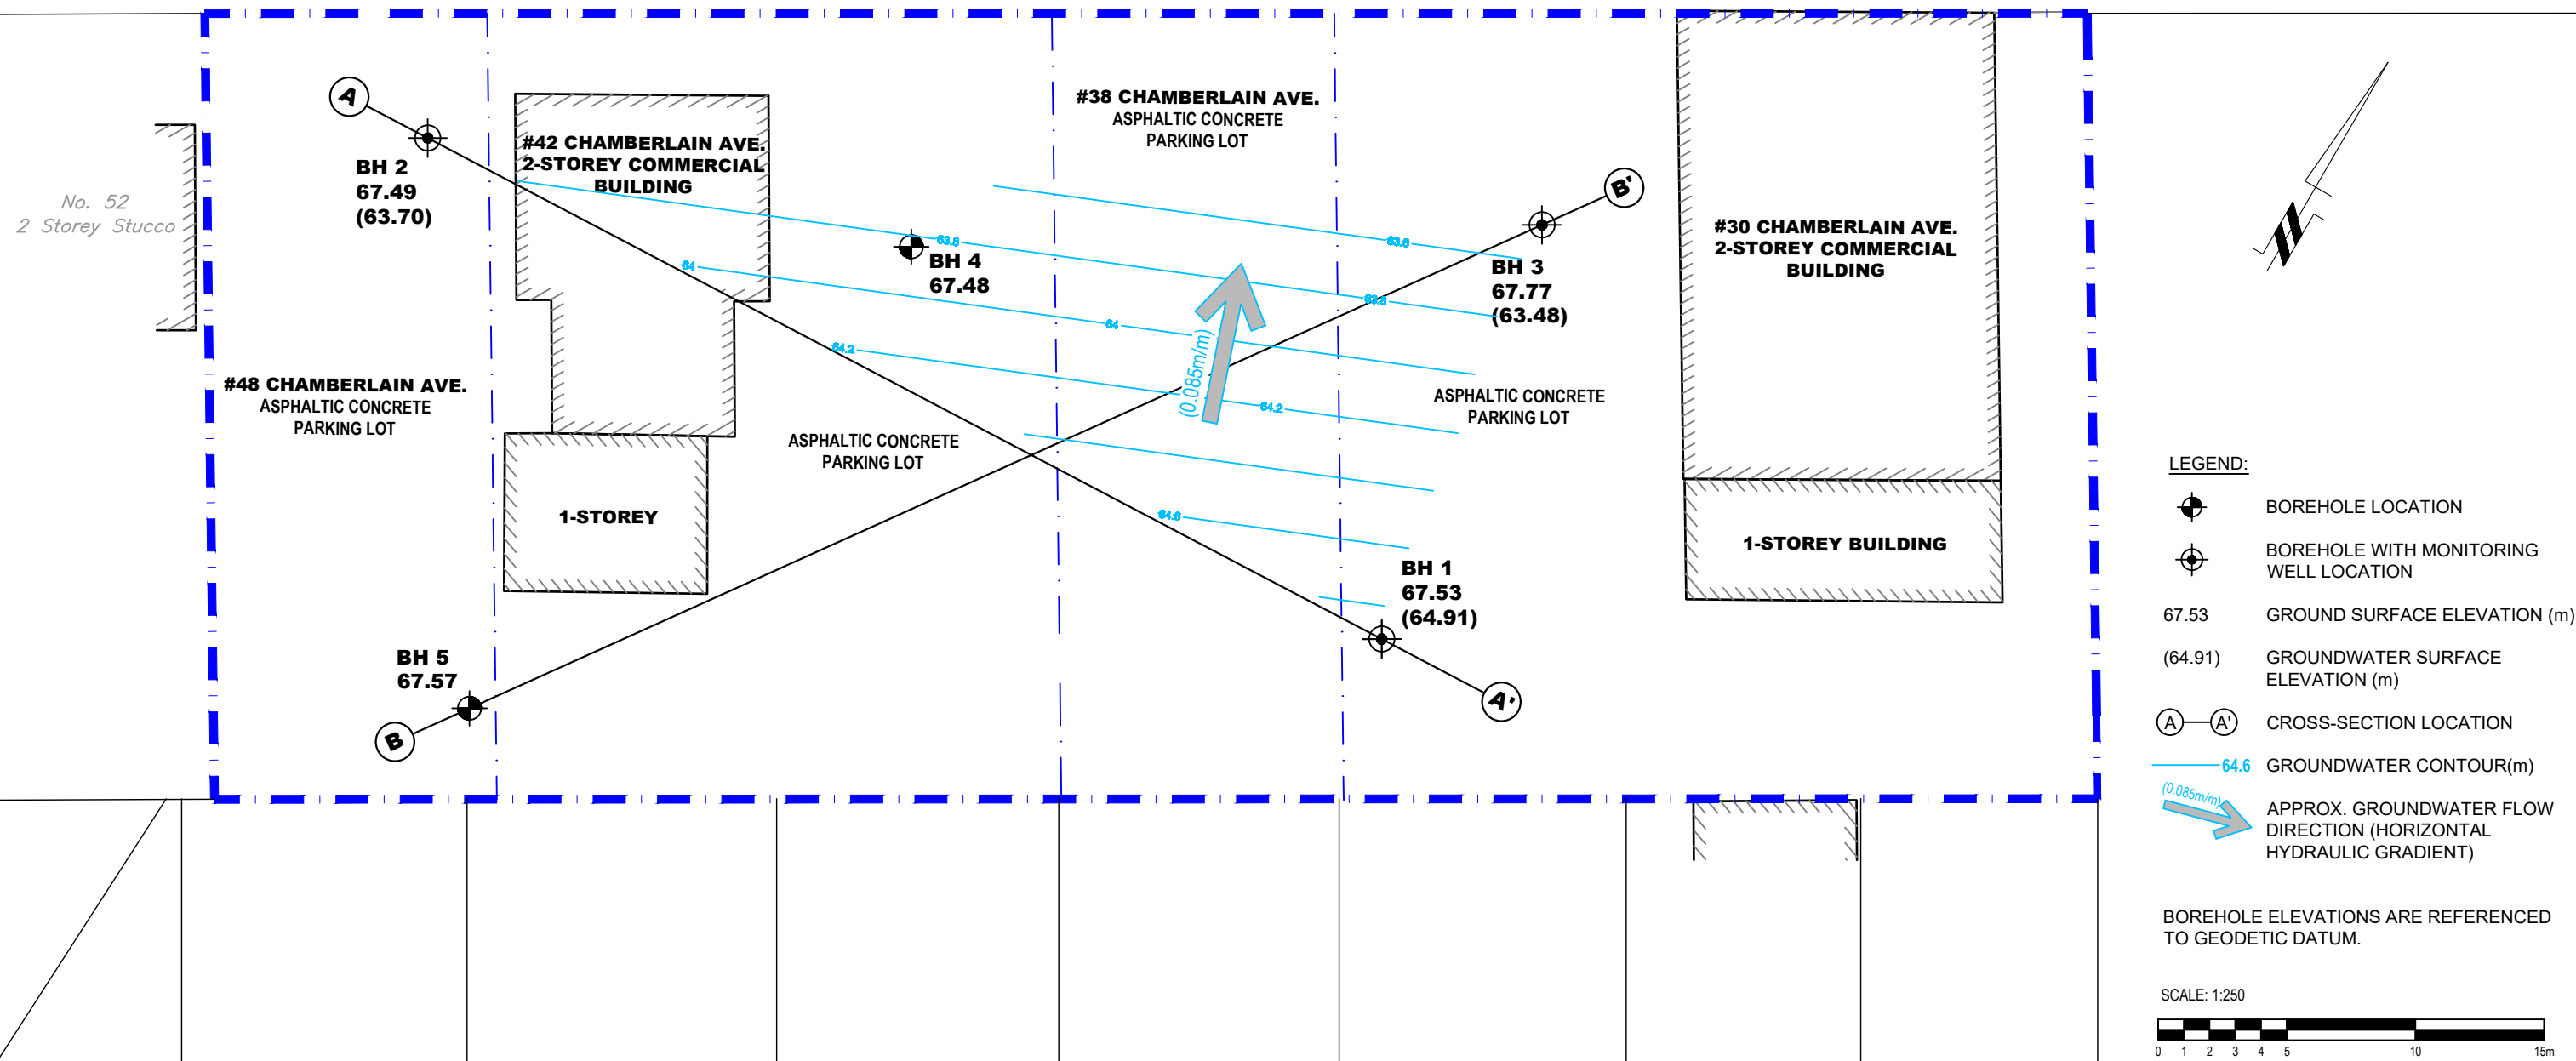 A
BH 2
67.49
(63.70)
No. 52
2 Storey Stucco
#42 CHAMBERLAIN AVE.
2-STOREY COMMERCIAL
BUILDING
#38 CHAMBERLAIN AVE.
ASPHALTIC CONCRETE
PARKING LOT
B'
63.6
63.8
BH 4
67.48
64
63.8
64
64.2
64.2
(0.085m/m)
BH 3
67.77
(63.48)
#30 CHAMBERLAIN AVE.
2-STOREY COMMERCIAL
BUILDING
#48 CHAMBERLAIN AVE.
ASPHALTIC CONCRETE
PARKING LOT
ASPHALTIC CONCRETE
PARKING LOT
ASPHALTIC CONCRETE
PARKING LOT
1-STOREY
64.6
1-STOREY BUILDING
BH 1
67.53
(64.91)
BH 5
67.57
B
A'
LEGEND:
BOREHOLE LOCATION
BOREHOLE WITH MONITORING
WELL LOCATION
67.53 GROUND SURFACE ELEVATION (m)
(64.91) GROUNDWATER SURFACE
ELEVATION (m)
A A' CROSS-SECTION LOCATION
64.6 GROUNDWATER CONTOUR(m)
(0.085m/m)
APPROX. GROUNDWATER FLOW
DIRECTION (HORIZONTAL
HYDRAULIC GRADIENT)
BOREHOLE ELEVATIONS ARE REFERENCED
TO GEODETIC DATUM.
SCALE: 1:250
0 1 2 3 4 5 10 15m